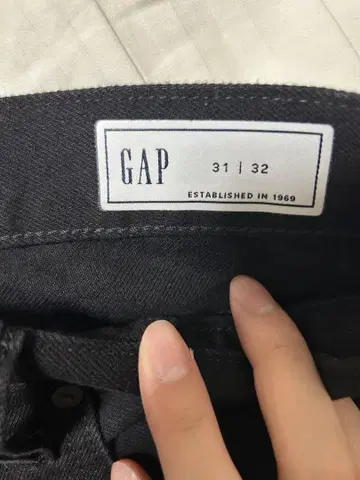 GAP 31 | 32
ESTABLISHED IN 1969